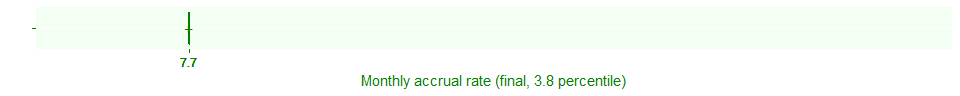 7.7
Monthly accrual rate (final, 3.8 percentile)